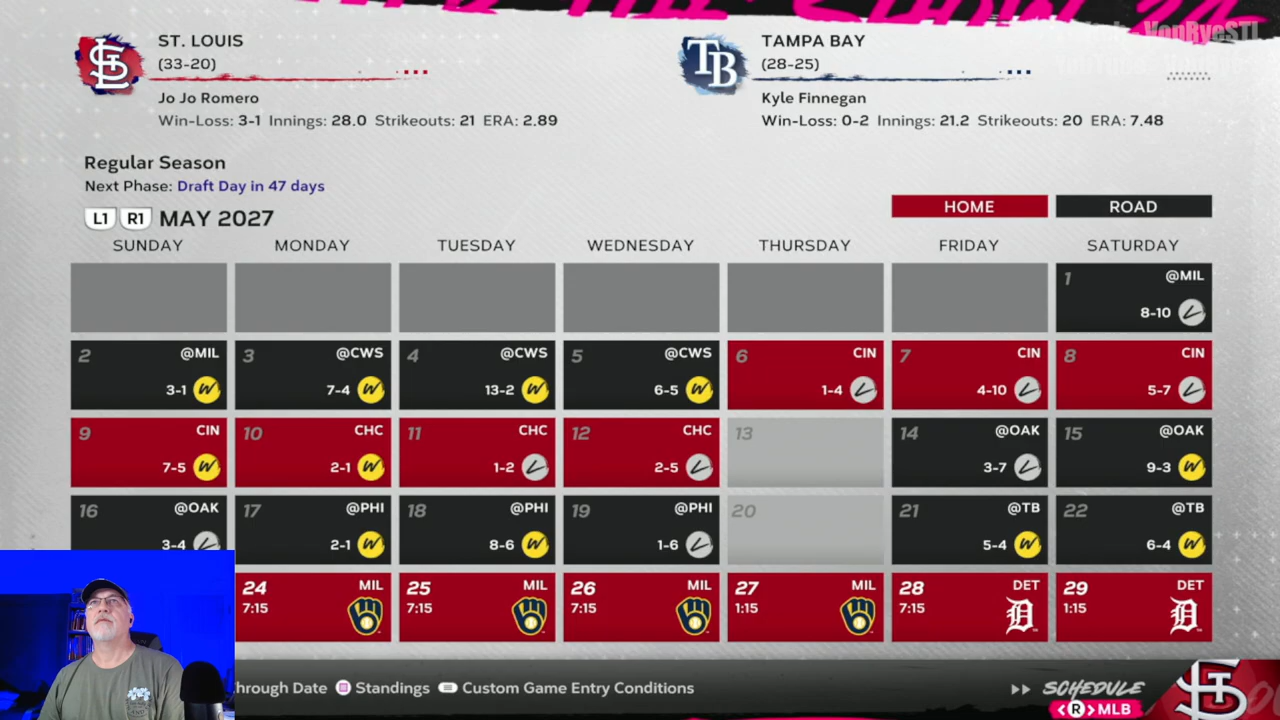 ST. LOUIS
(33-20)
Jo Jo Romero
Win-Loss: 3-1 Innings: 28.0 Strikeouts: 21 ERA: 2.89
TAMPA BAY
(28-25)
Kyle Finnegan
Win-Loss: 0-2 Innings: 21.2 Strikeouts: 20 ERA: 7.48
Regular Season
Next Phase: Draft Day in 47 days
L1 R1 MAY 2027
HOME ROAD
SUNDAY MONDAY TUESDAY WEDNESDAY THURSDAY FRIDAY SATURDAY
1 @MIL
8-10 L
2 @MIL 3 @CWS 4 @CWS 5 @CWS 6 CIN 7 CIN 8 CIN
3-1 W 7-4 W 13-2 W 6-5 W 1-4 L 4-10 L 5-7 L
9 CIN 10 CHC 11 CHC 12 CHC 13 14 @OAK 15 @OAK
7-5 W 2-1 W 1-2 L 2-5 L 3-7 L 9-3 W
16 @OAK 17 @PHI 18 @PHI 19 @PHI 20 21 @TB 22 @TB
3-4 L 2-1 W 8-6 W 1-6 L 5-4 W 6-4 W
24 MIL 25 MIL 26 MIL 27 MIL 28 DET 29 DET
7:15 7:15 7:15 1:15 7:15 1:15
hrough Date Standings Custom Game Entry Conditions
SCHEDULE
R MLB